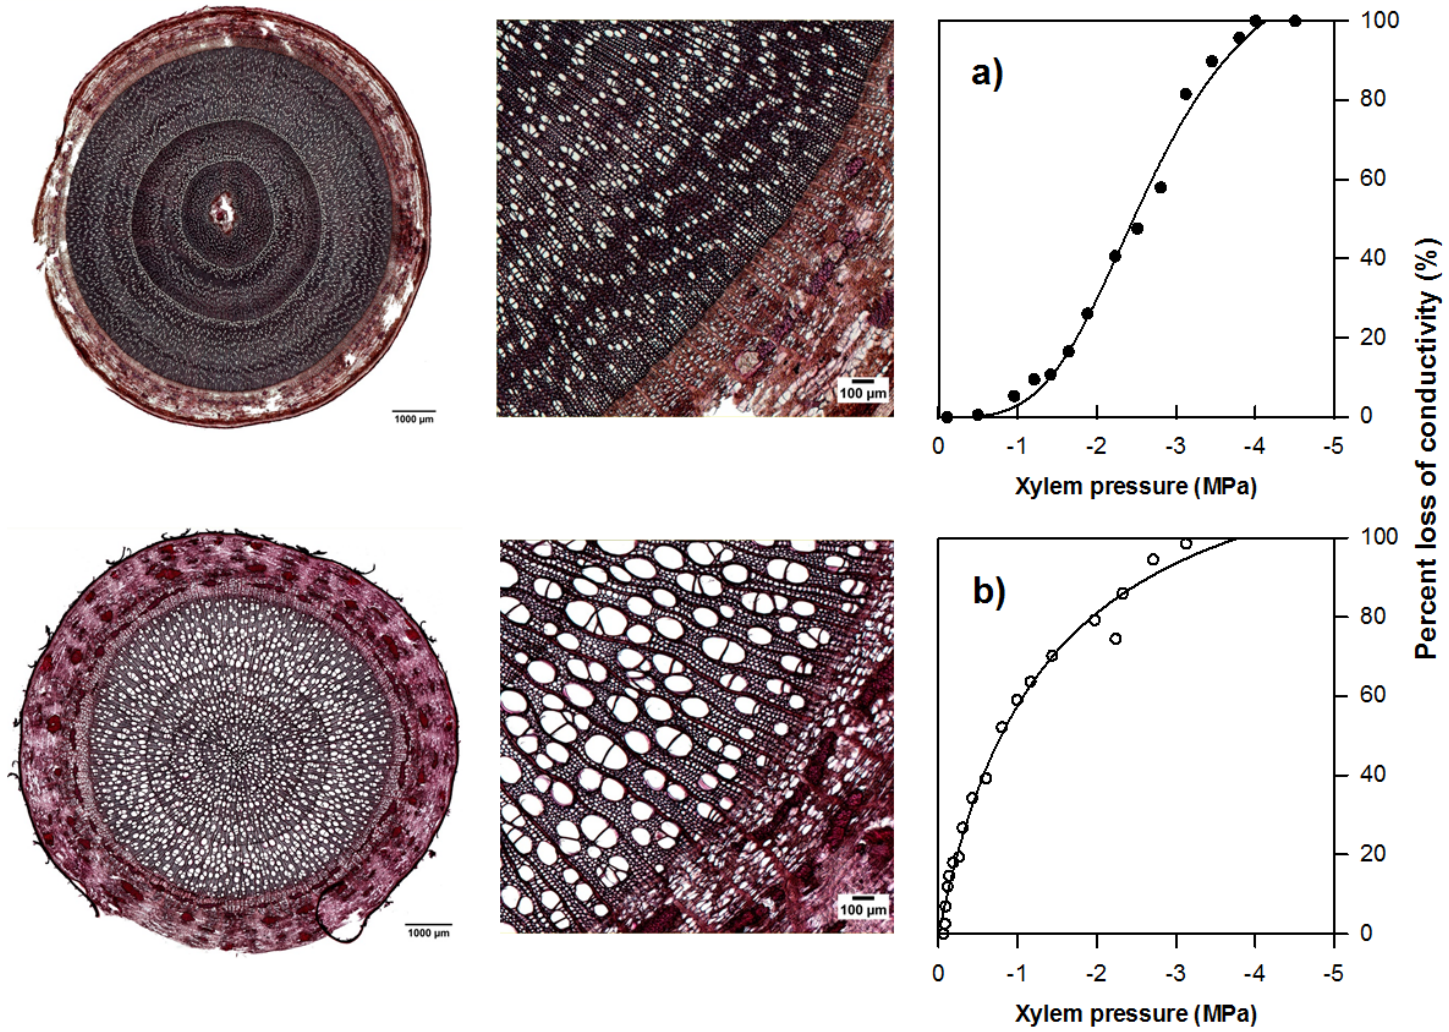 a)
1000 µm
100 µm
100
80
60
40
20
0
0 -1 -2 -3 -4 -5
Xylem pressure (MPa)
Percent loss of conductivity (%)
b)
1000 µm
100 µm
100
80
60
40
20
0
0 -1 -2 -3 -4 -5
Xylem pressure (MPa)